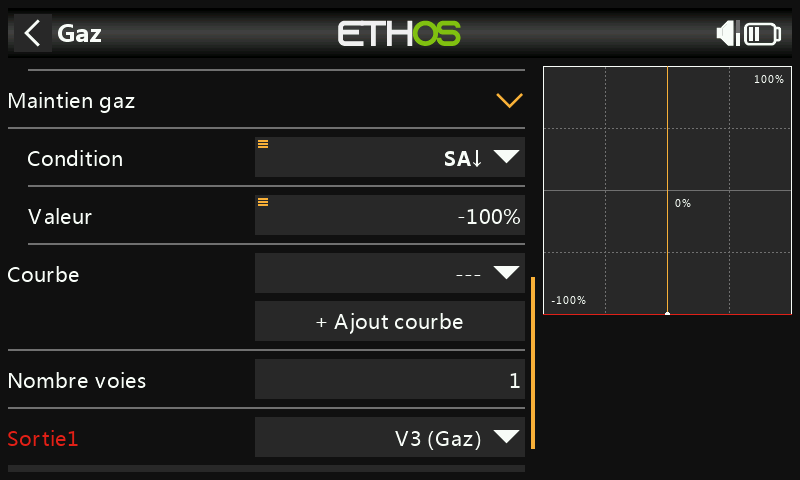 Gaz
ETHOS
Maintien gaz
Condition
SA↓
Valeur
-100%
Courbe
---
+ Ajout courbe
Nombre voies
1
Sortie1
V3 (Gaz)
100%
0%
-100%